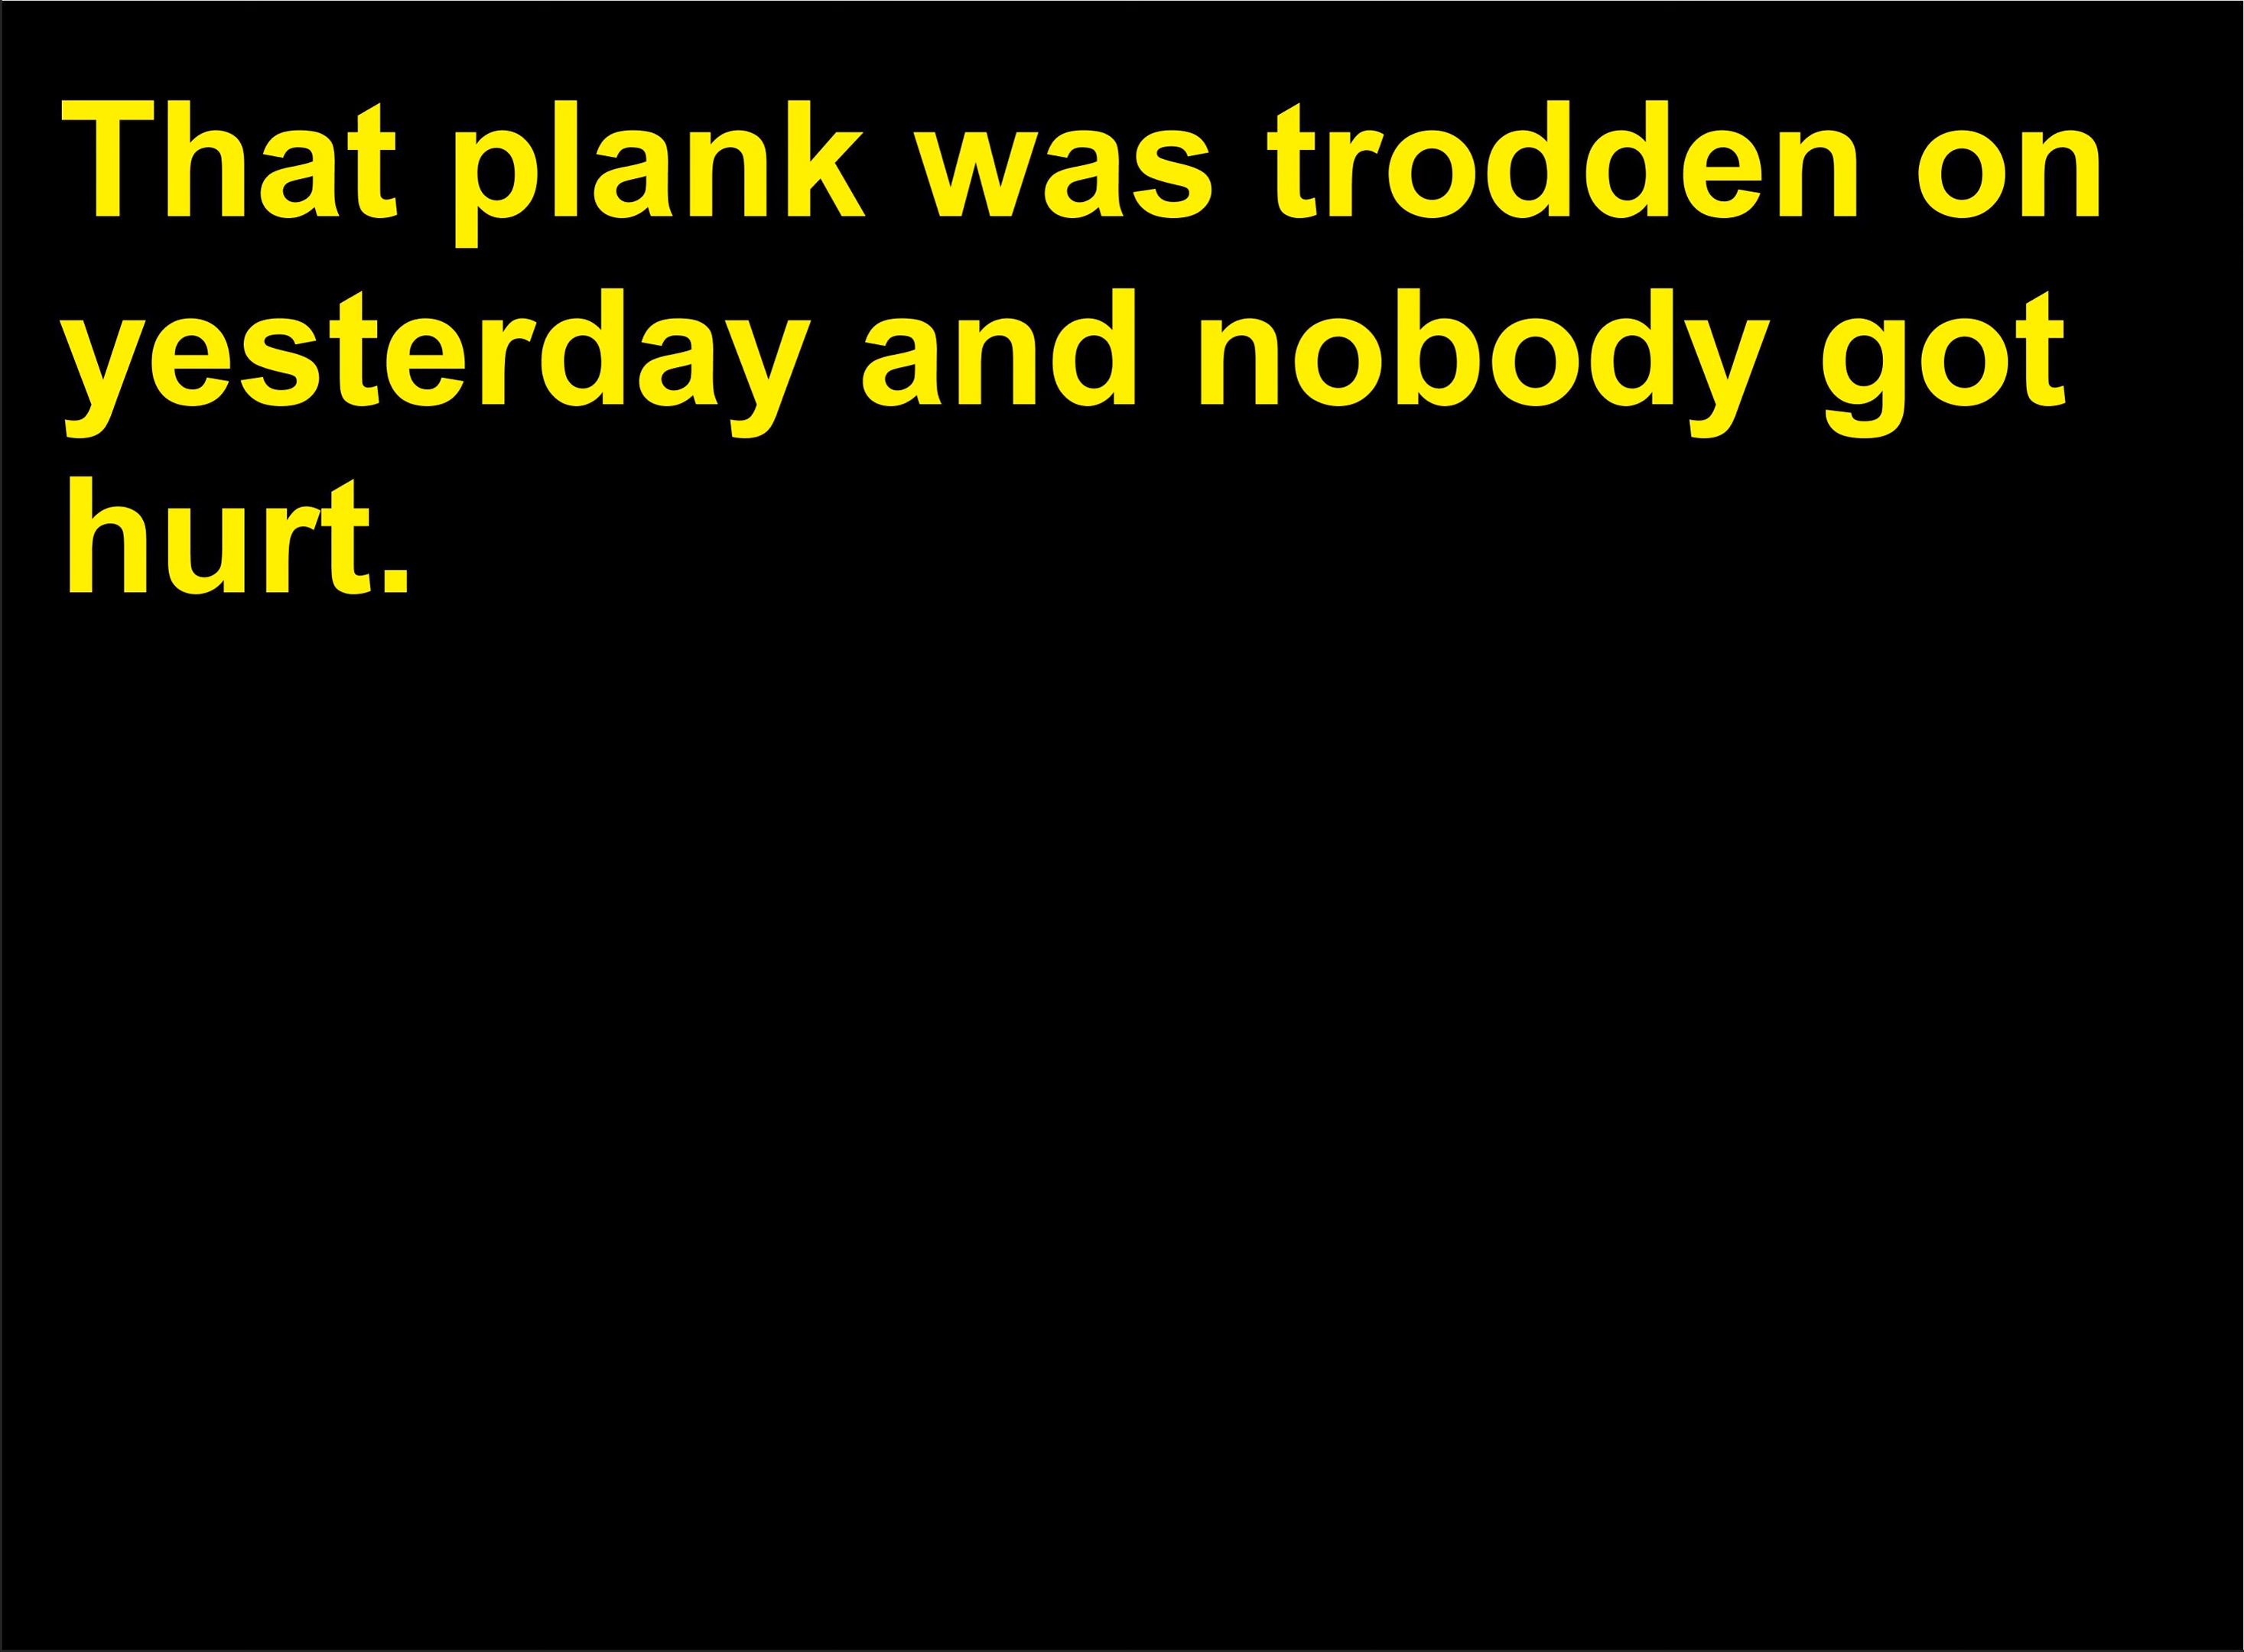 That plank was trodden on
yesterday and nobody got
hurt.